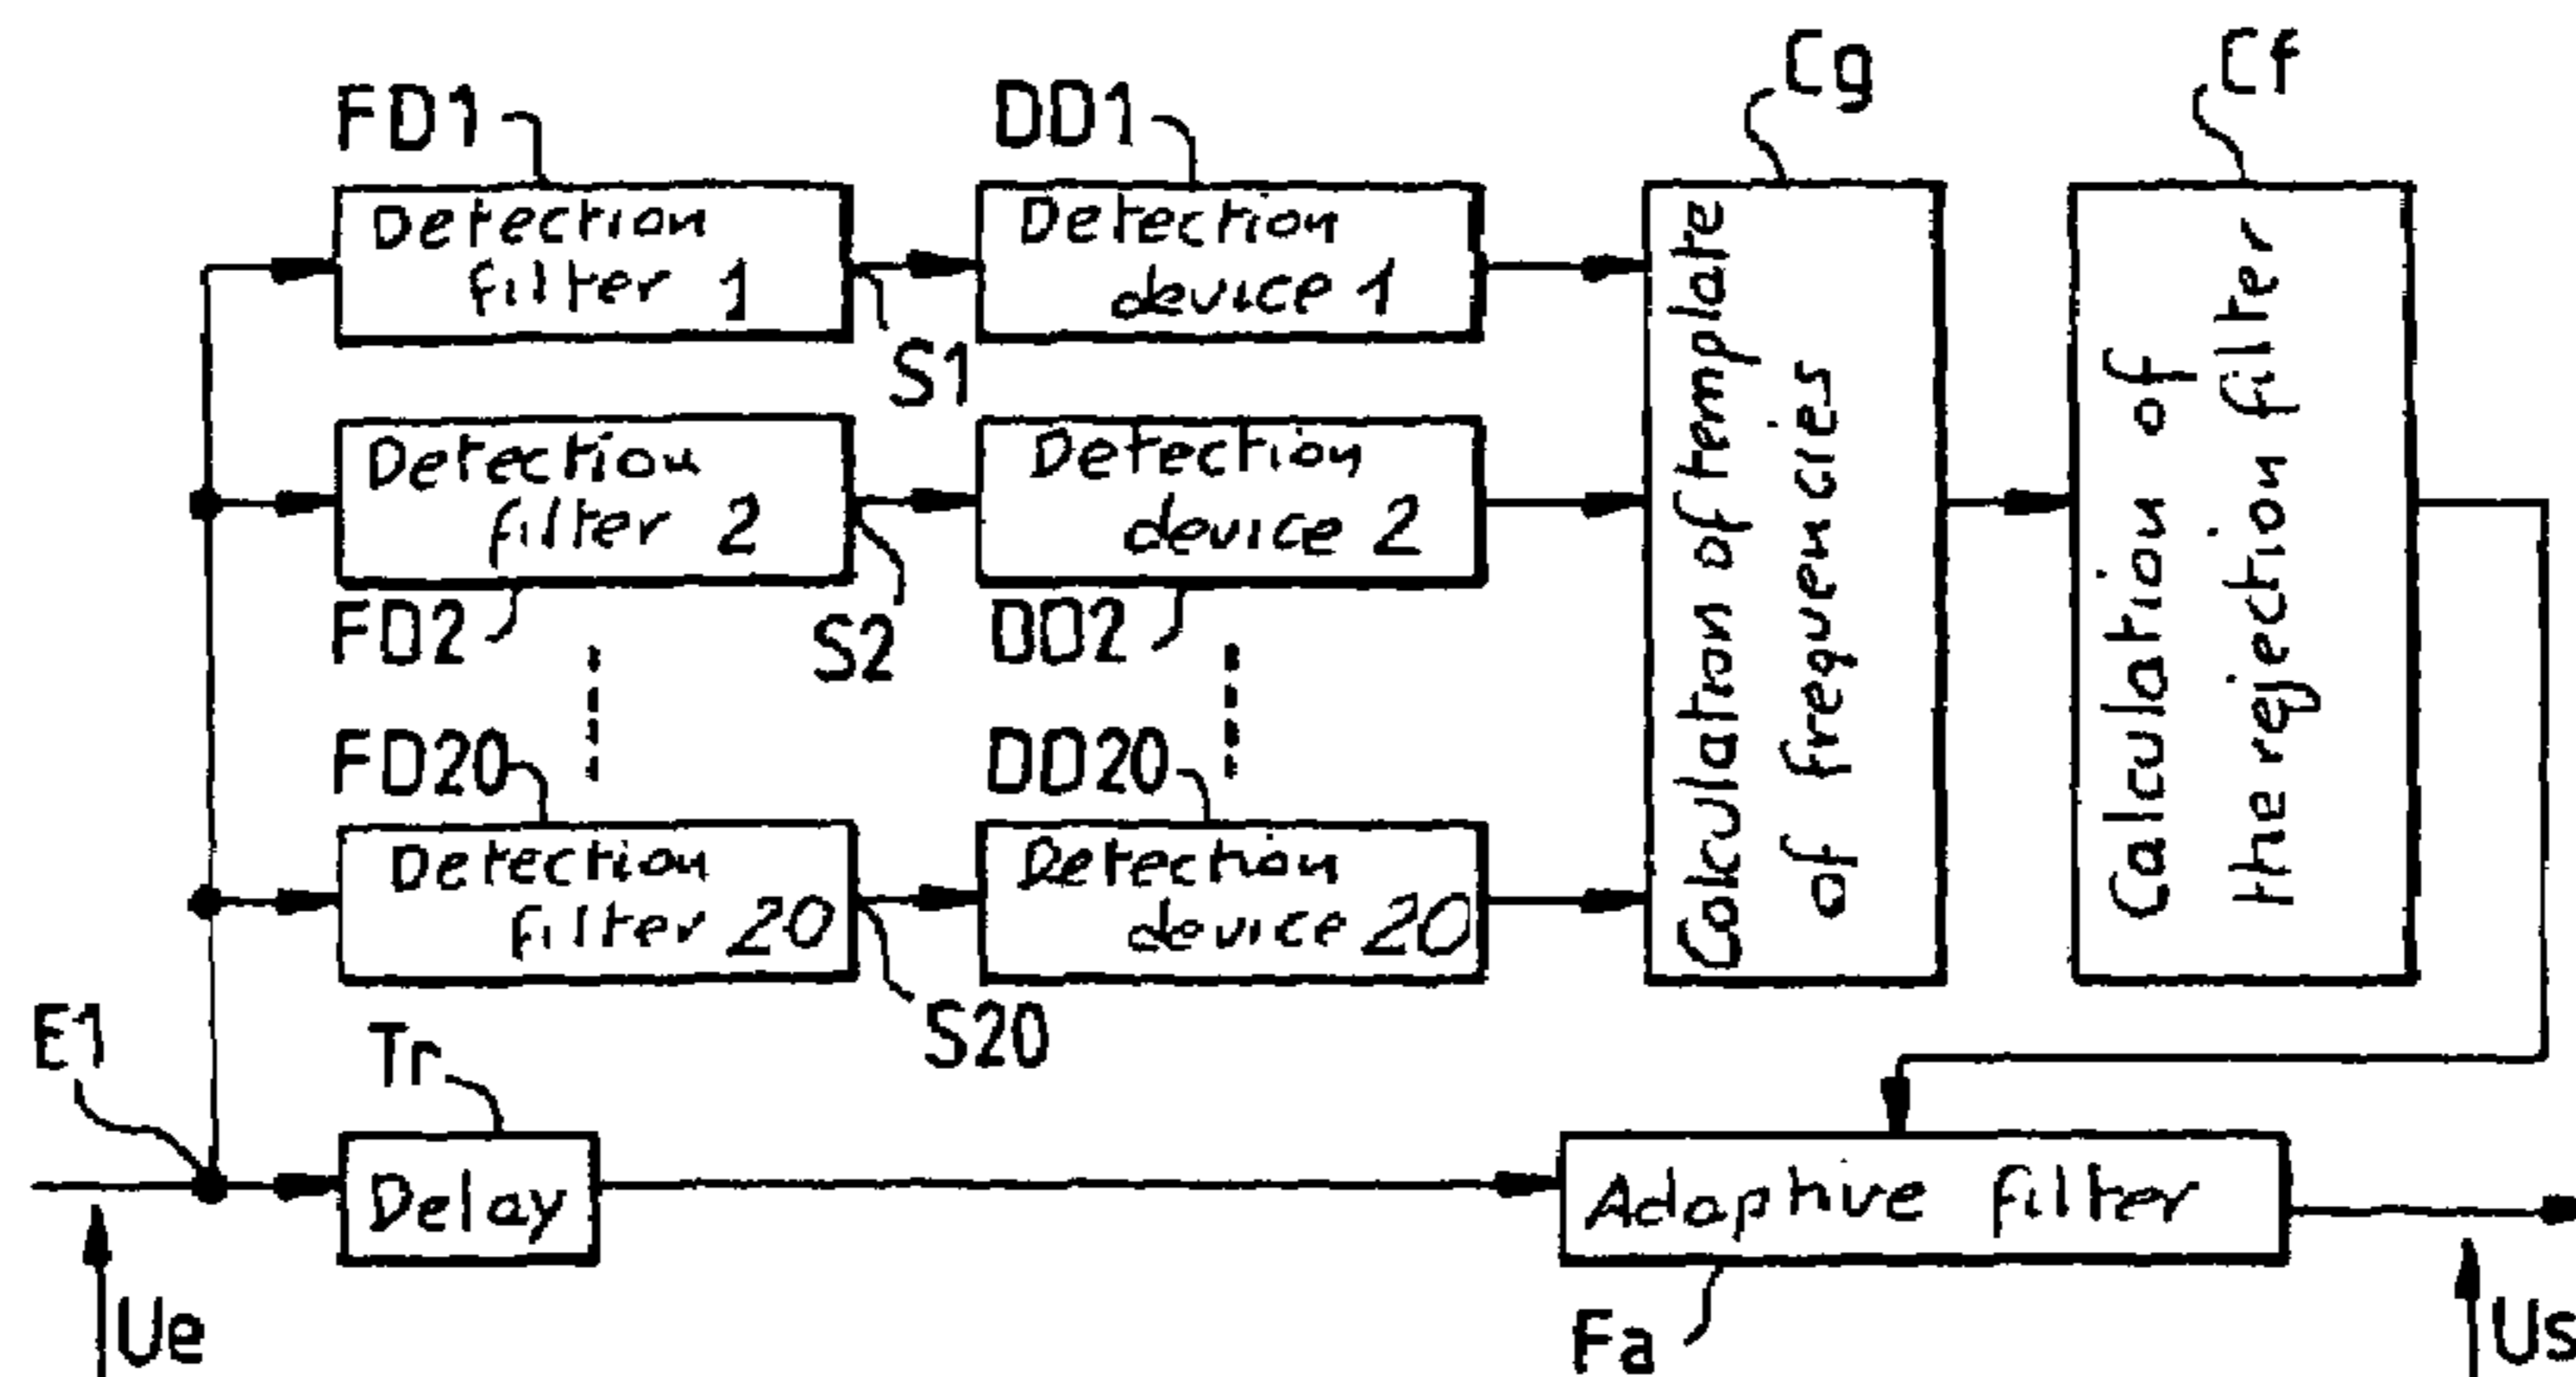 FD1
DD1
Cg
Cf
Detection
filter 1
Detection
device 1
S1
Detection
filter 2
Detection
device 2
FD2
S2
DD2
Calculation of template
of frequencies
Calculation of
the rejection filter
FD20
DD20
Detection
filter 20
Detection
device 20
S20
E1
Tr
Delay
Adaptive filter
Ue
Fa
Us